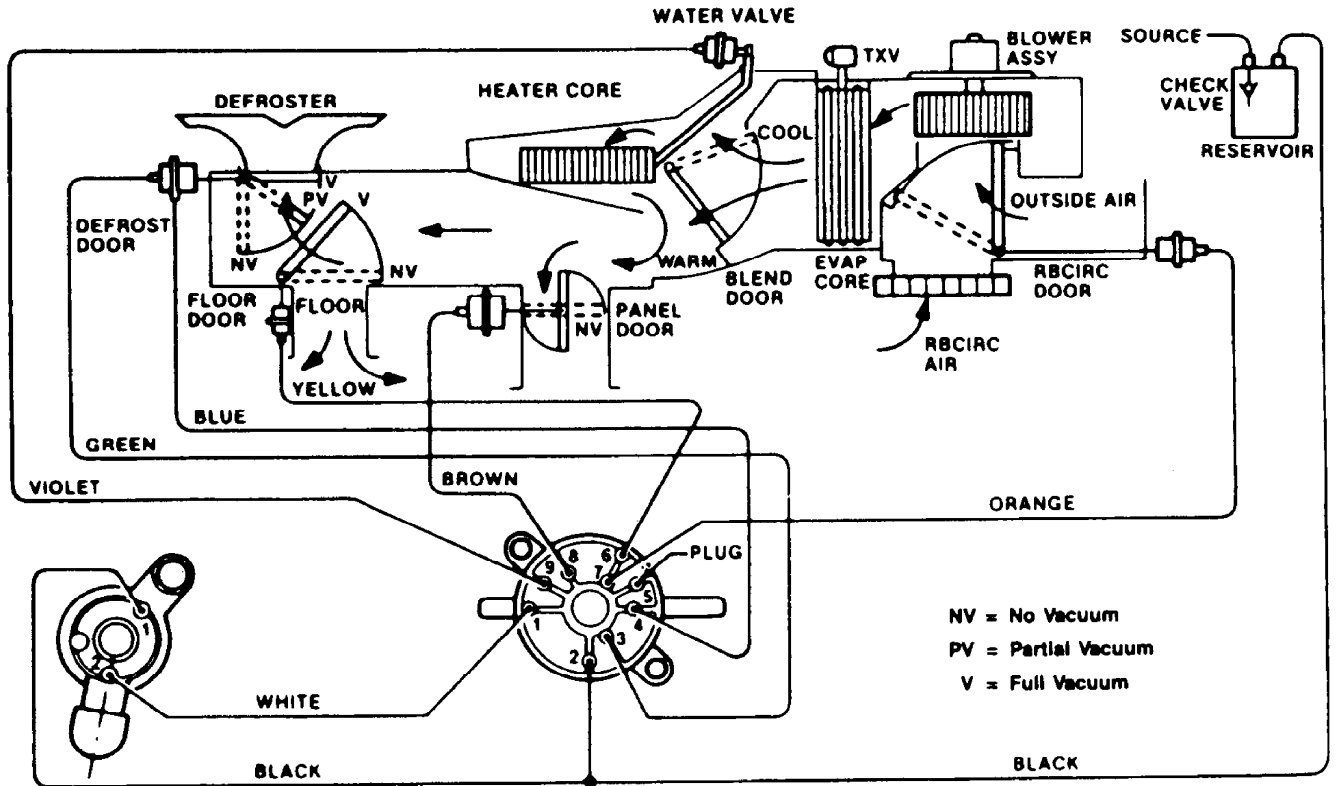 WATER VALVE
BLOWER
ASSY
SOURCE
TXV
CHECK
VALVE
HEATER CORE
DEFROSTER
COOL
RESERVOIR
V
PV
V
OUTSIDE AIR
DEFROST
DOOR
NV
NV
WARM
BLEND
DOOR
EVAP
CORE
RBCIRC
DOOR
FLOOR
DOOR
FLOOR
NV
PANEL
DOOR
RBCIRC
AIR
YELLOW
BLUE
GREEN
VIOLET
BROWN
ORANGE
PLUG
6
8
7
9
5
1
4
3
2
1
2
NV = No Vacuum
PV = Partial Vacuum
V = Full Vacuum
WHITE
BLACK
BLACK